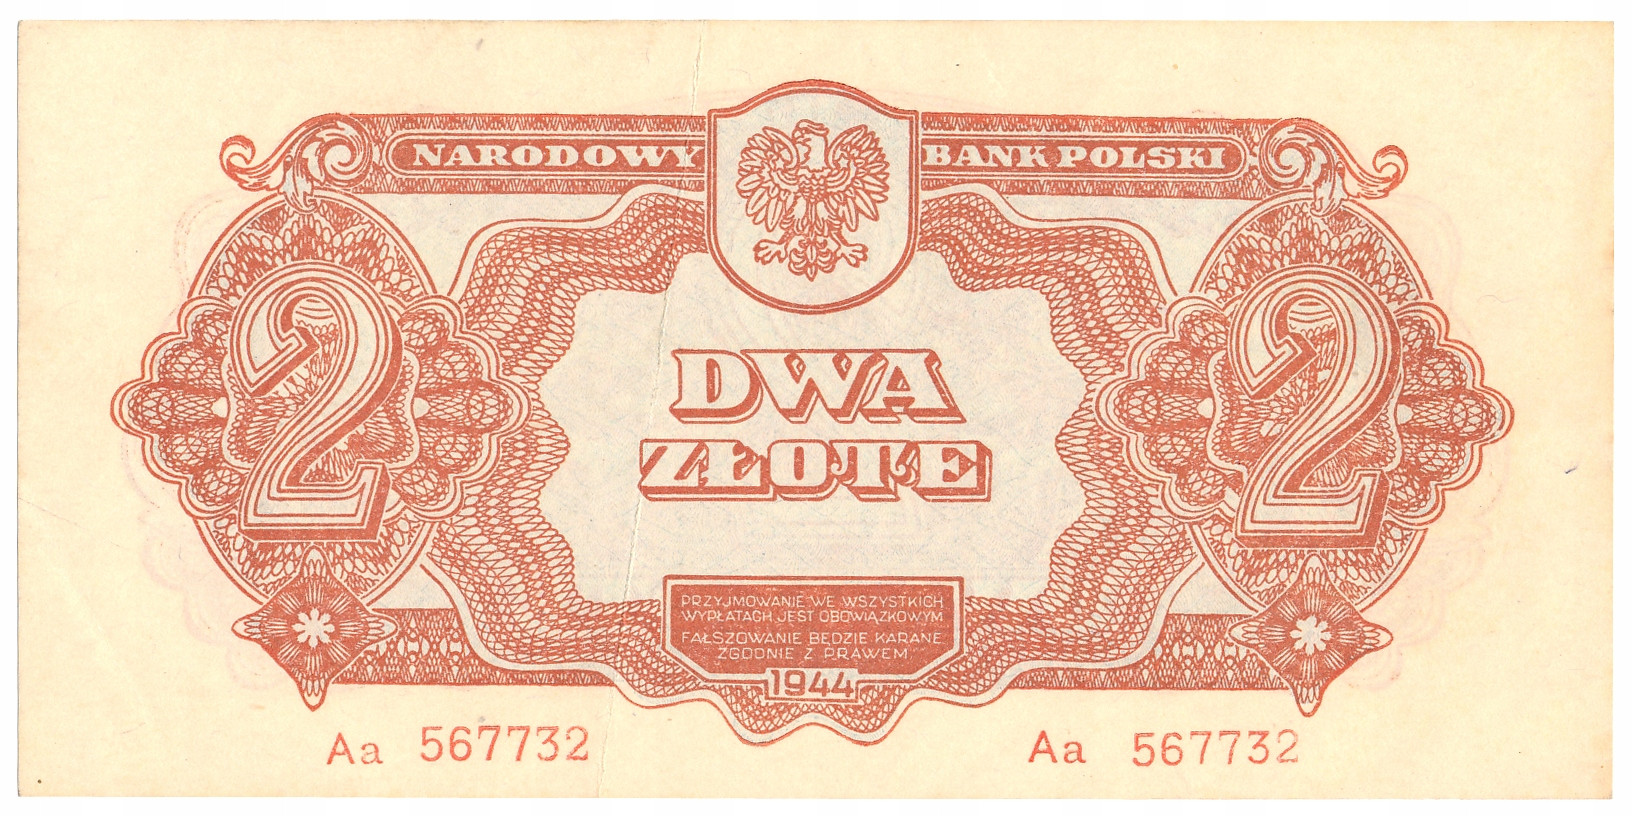 NARODOWY BANK POLSKI
2 2
DWA
ZŁOTE
PRZYJMOWANIE WE WSZYSTKICH
WYPŁATACH JEST OBOWIĄZKOWYM
FAŁSZOWANIE BĘDZIE KARANE
ZGODNIE Z PRAWEM
1944
Aa 567732 Aa 567732